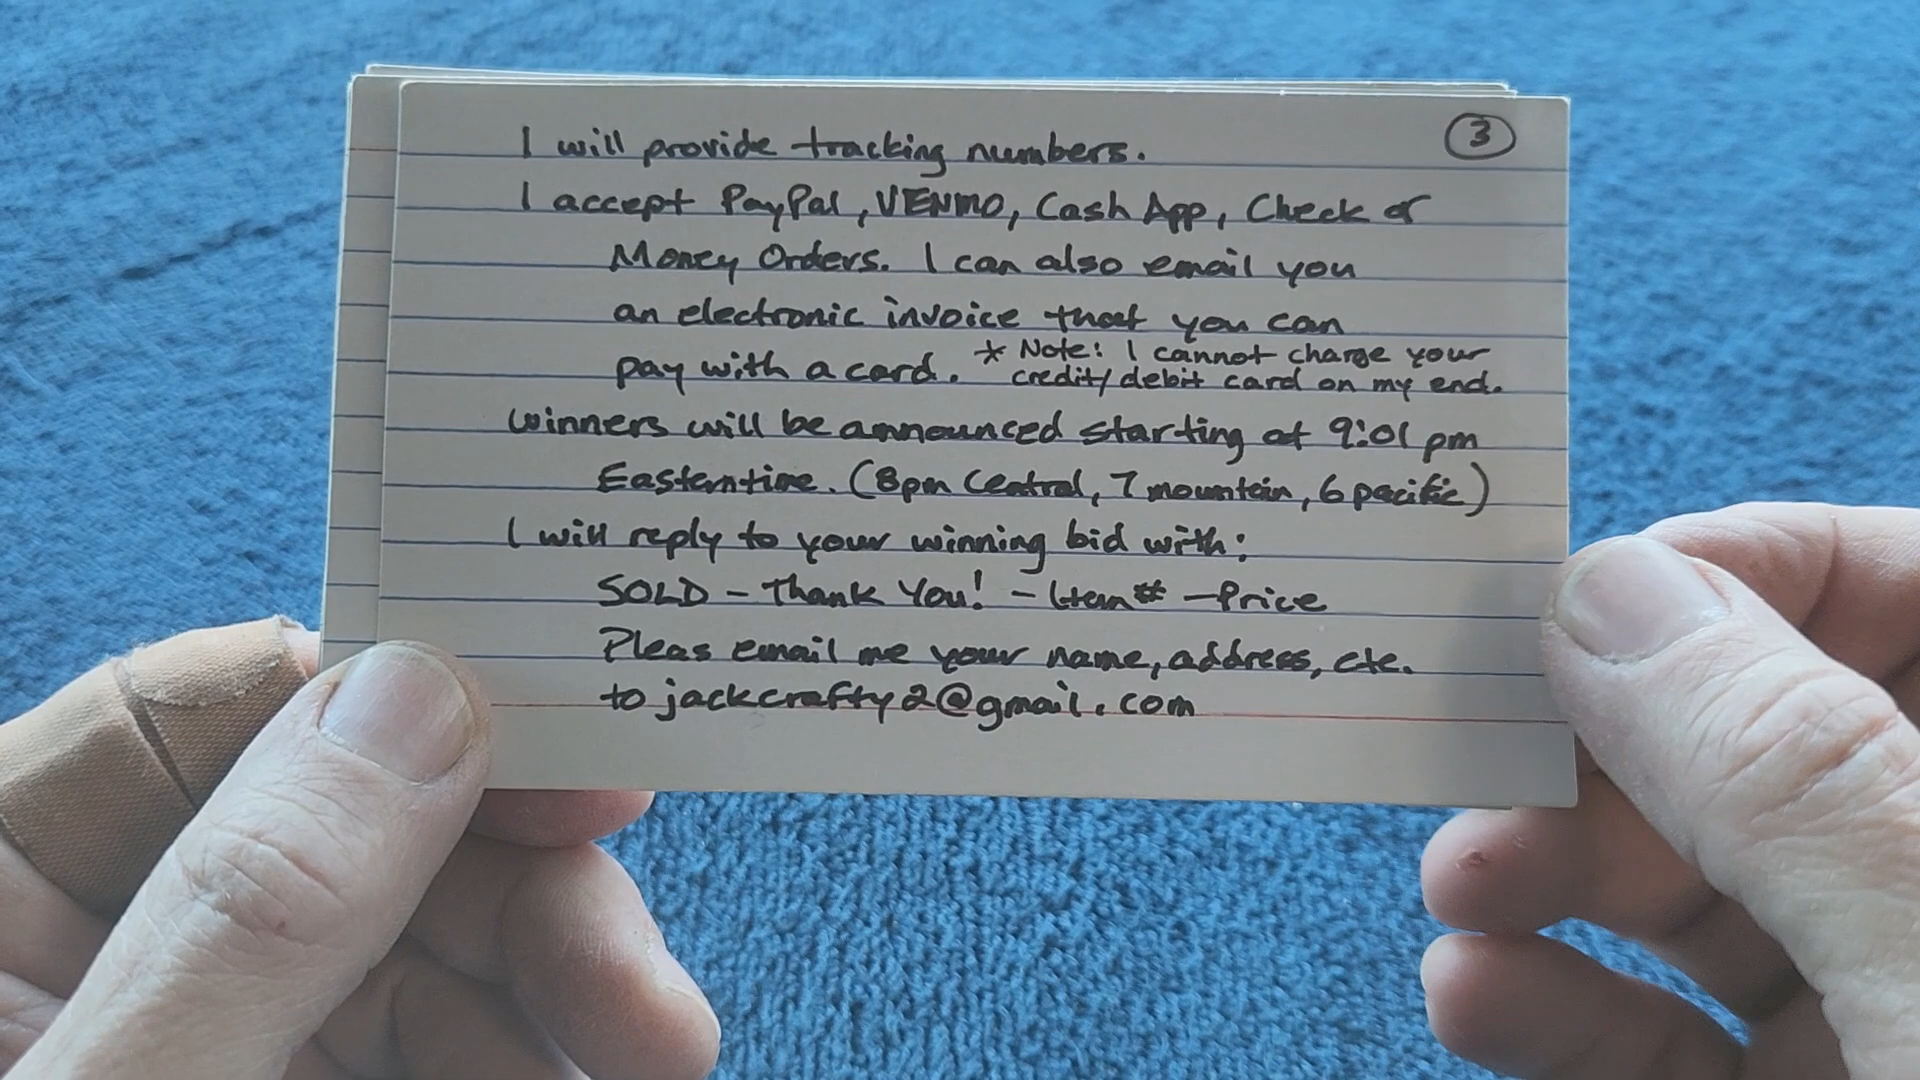 3
I will provide tracking numbers.
I accept PayPal, VENMO, Cash App, Check or
Money Orders. I can also email you
an electronic invoice that you can
pay with a card. * Note: I cannot charge your
credit/debit card on my end.
Winners will be announced starting at 9:01 pm
Eastern time. (8pm Central, 7 mountain, 6 pacific)
I will reply to your winning bid with:
SOLD - Thank You! - Item # - Price
Pleas email me your name, address, etc.
to jackcrafty2@gmail.com